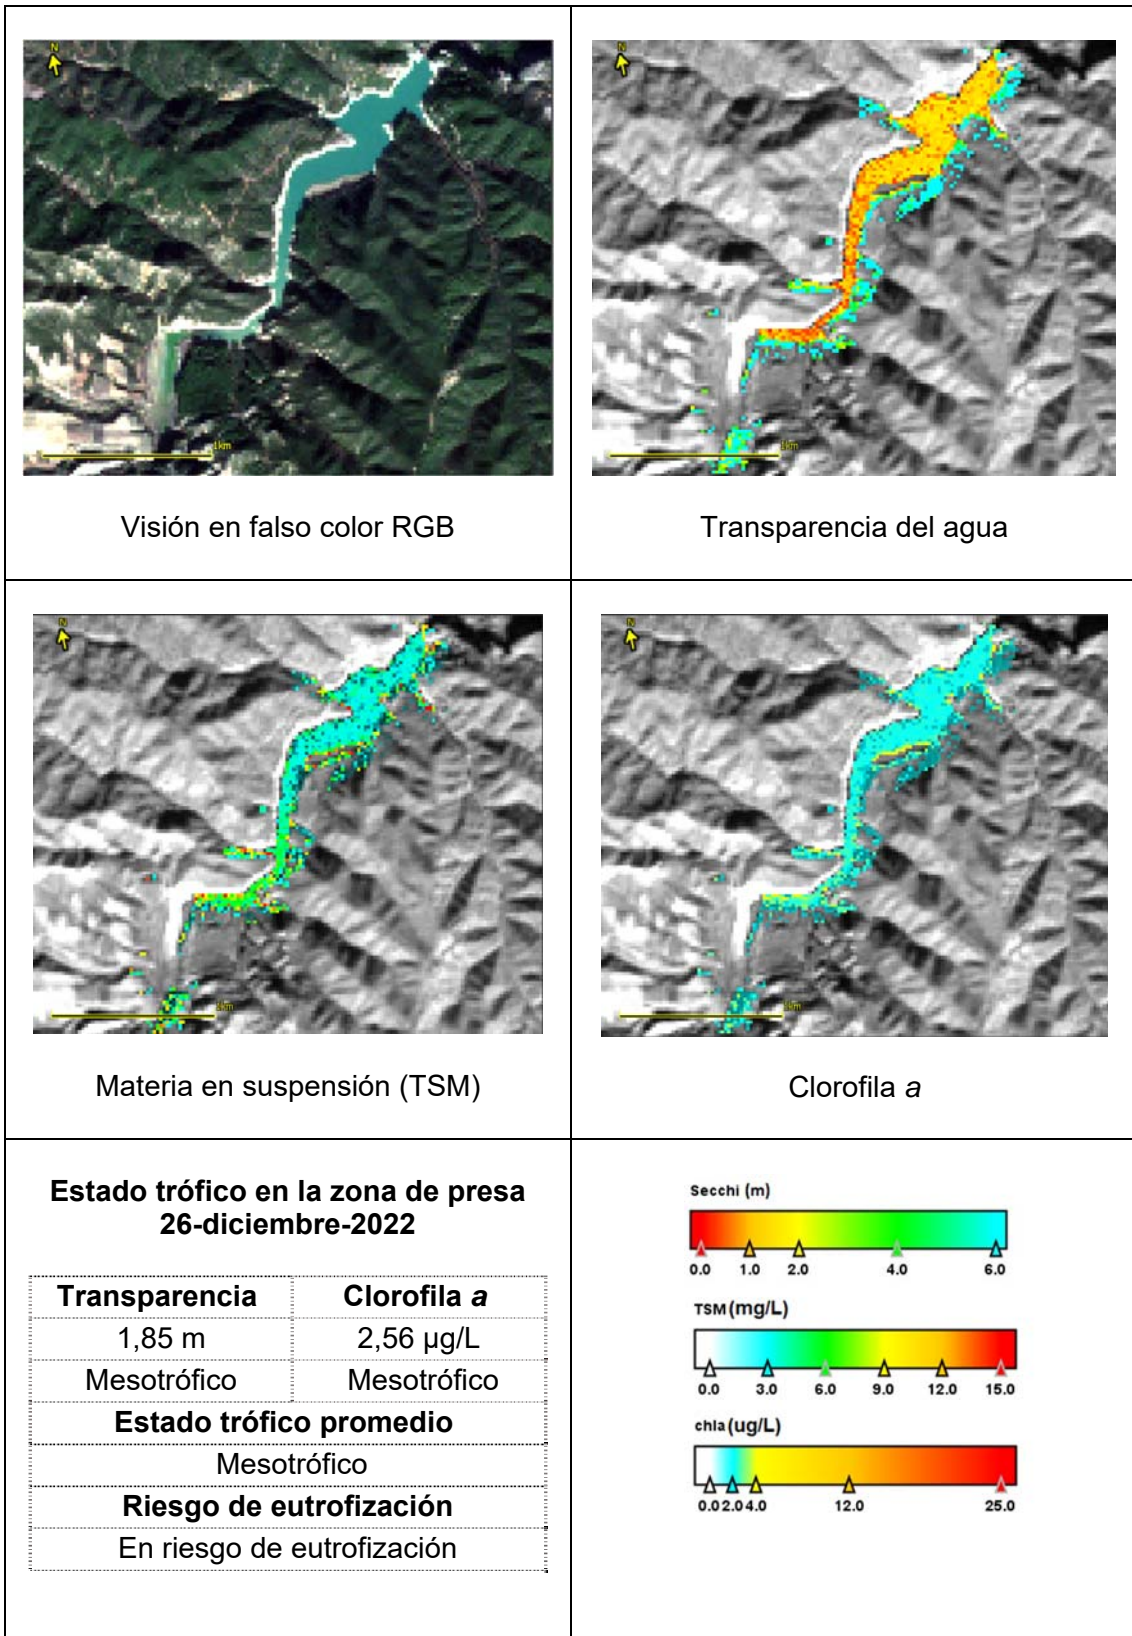 N
N
1km
1km
Visión en falso color RGB
Transparencia del agua
N
N
1km
1km
Materia en suspensión (TSM)
Clorofila a
Estado trófico en la zona de presa
26-diciembre-2022
Transparencia Clorofila a
1,85 m 2,56 µg/L
Mesotrófico Mesotrófico
Estado trófico promedio
Mesotrófico
Riesgo de eutrofización
En riesgo de eutrofización
Secchi (m)
0.0 1.0 2.0 4.0 6.0
TSM (mg/L)
0.0 3.0 6.0 9.0 12.0 15.0
chla (ug/L)
0.0 2.0 4.0 12.0 25.0